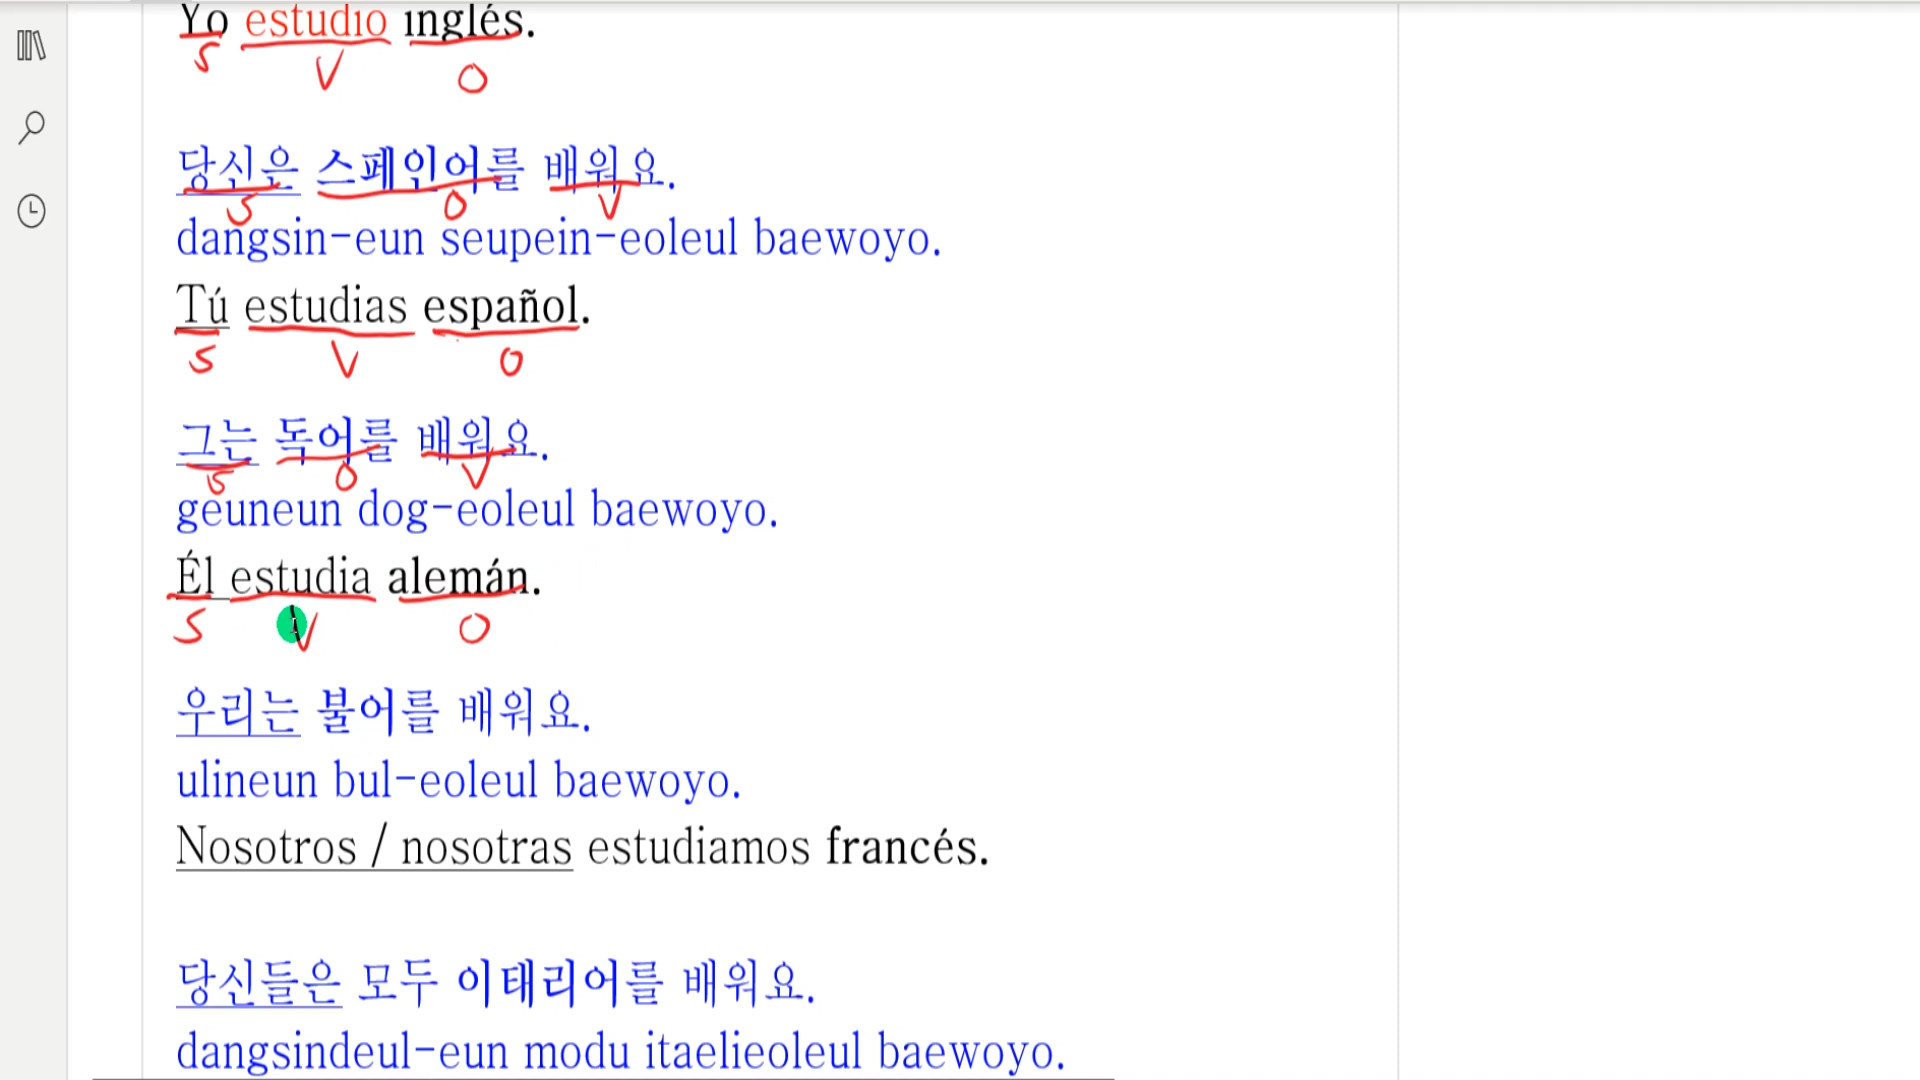 Yo estudio inglés.
S V O
당신은 스페인어를 배워요.
S O V
dangsin-eun seupein-eoleul baewoyo.
Tú estudias español.
S V O
그는 독어를 배워요.
S O V
geuneun dog-eoleul baewoyo.
Él estudia alemán.
S V O
우리는 불어를 배워요.
ulineun bul-eoleul baewoyo.
Nosotros / nosotras estudiamos francés.
당신들은 모두 이태리어를 배워요.
dangsindeul-eun modu itaelieoleul baewoyo.